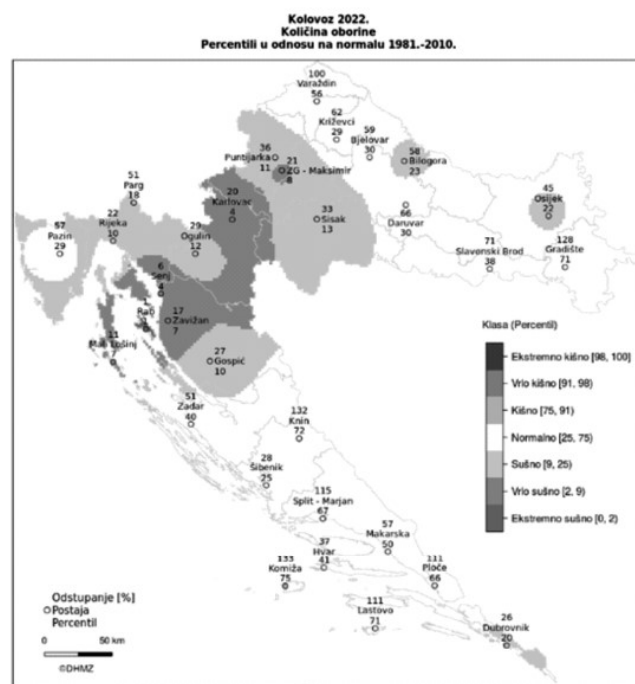 Kolovoz 2022.
Količina oborine
Percentili u odnosu na normalu 1981.-2010.
100
Varaždin
56
62
Križevci
29
59
Bjelovar
30
58
Bilogora
23
36
Puntijarka
11
21
ZG - Maksimir
8
51
Parg
18
20
Karlovac
4
33
Sisak
13
66
Daruvar
30
45
Osijek
22
57
Pazin
29
22
Rijeka
10
29
Ogulin
12
71
Slavonski Brod
38
128
Gradište
71
6
Senj
4
1
Rab
17
Zavižan
7
11
Mali Lošinj
7
27
Gospić
10
51
Zadar
40
132
Knin
72
28
Šibenik
25
115
Split - Marjan
67
57
Makarska
50
37
Hvar
41
133
Komiža
75
111
Ploče
66
111
Lastovo
71
26
Dubrovnik
20
Klasa (Percentil)
Ekstremno kišno [98, 100]
Vrlo kišno [91, 98)
Kišno [75, 91)
Normalno [25, 75)
Sušno [9, 25)
Vrlo sušno [2, 9)
Ekstremno sušno [0, 2)
Odstupanje [%]
Postaja
Percentil
0 50 km
©DHMZ